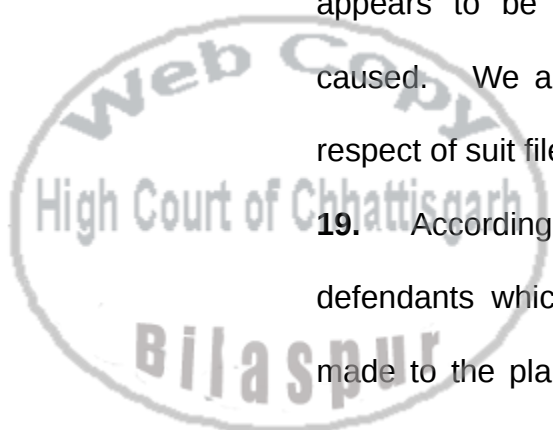 appears to be
caused. We a
respect of suit file
19. According
defendants whic
made to the pla
Web Copy
High Court of Chhattisgarh
Bilaspur